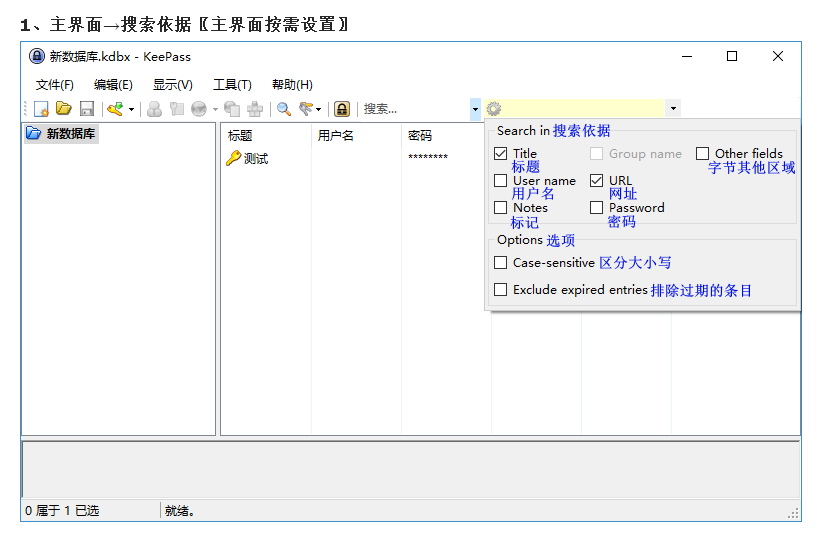 1、主界面→搜索依据〖主界面按需设置〗
新数据库.kdbx - KeePass
文件(F) 编辑(E) 显示(V) 工具(T) 帮助(H)
搜索...
新数据库
标题 用户名 密码
测试 ********
Search in 搜索依据
Title Group name Other fields
标题 字节其他区域
User name URL
用户名 网址
Notes Password
标记 密码
Options 选项
Case-sensitive 区分大小写
Exclude expired entries 排除过期的条目
0 属于 1 已选 就绪。